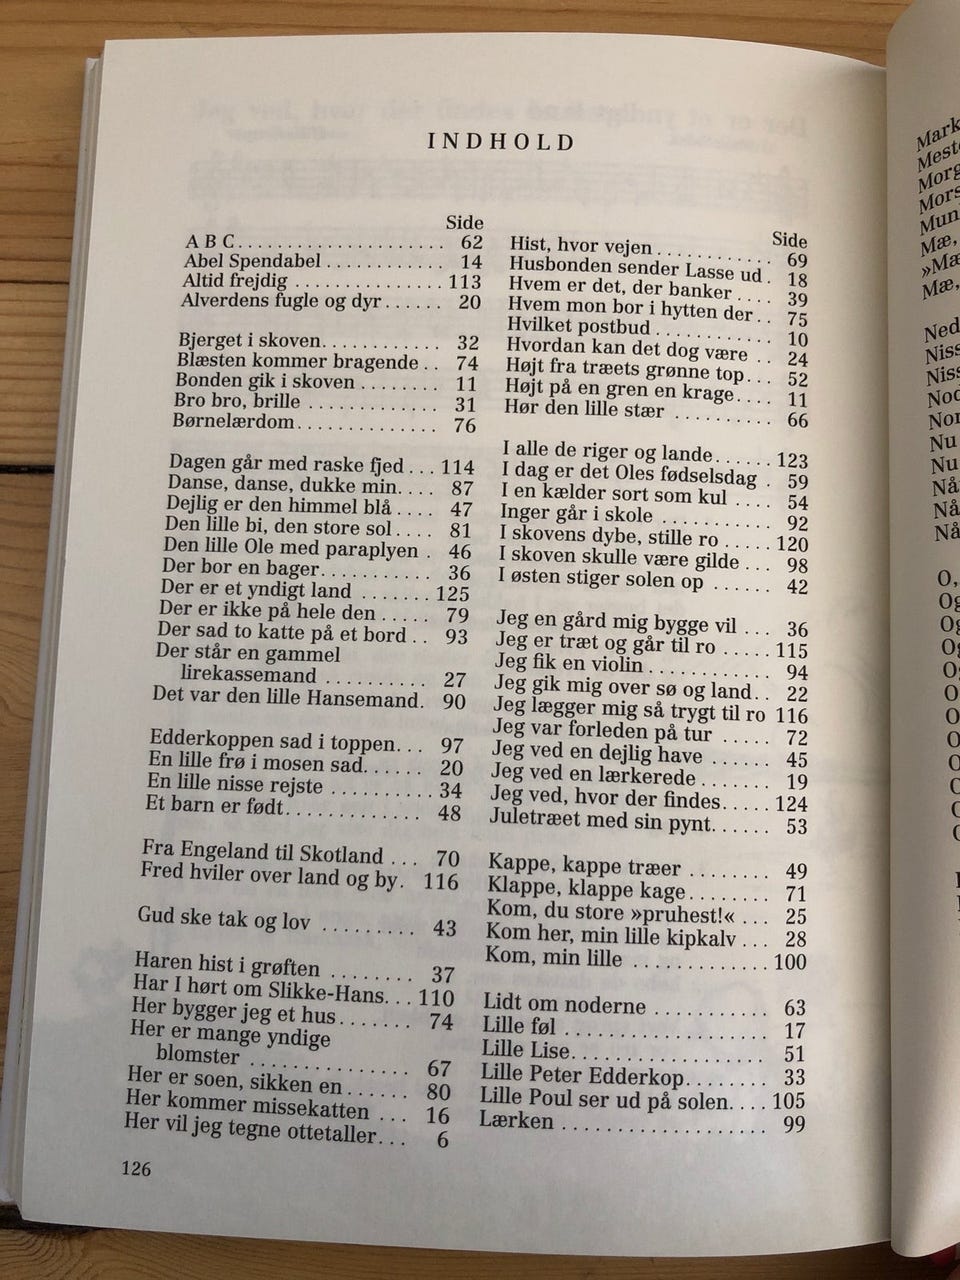 INDHOLD
Side
A B C..................... 62
Abel Spendabel ............ 14
Altid frejdig ............... 113
Alverdens fugle og dyr...... 20
Bjerget i skoven............ 32
Blæsten kommer bragende .. 74
Bonden gik i skoven ........ 11
Bro bro, brille ............. 31
Børnelærdom.............. 76
Dagen går med raske fjed ... 114
Danse, danse, dukke min.... 87
Dejlig er den himmel blå .... 47
Den lille bi, den store sol.... 81
Den lille Ole med paraplyen . 46
Der bor en bager........... 36
Der er et yndigt land ....... 125
Der er ikke på hele den ..... 79
Der sad to katte på et bord .. 93
Der står en gammel
lirekassemand .......... 27
Det var den lille Hansemand. 90
Edderkoppen sad i toppen... 97
En lille frø i mosen sad...... 20
En lille nisse rejste .......... 34
Et barn er født............. 48
Fra Engeland til Skotland ... 70
Fred hviler over land og by. 116
Gud ske tak og lov ......... 43
Haren hist i grøften ........ 37
Har I hørt om Slikke-Hans... 110
Her bygger jeg et hus....... 74
Her er mange yndige
blomster ................ 67
Her er soen, sikken en ...... 80
Her kommer missekatten ... 16
Her vil jeg tegne ottetaller... 6
126
Side
Hist, hvor vejen ............ 69
Husbonden sender Lasse ud . 18
Hvem er det, der banker .... 39
Hvem mon bor i hytten der.. 75
Hvilket postbud ........... 10
Hvordan kan det dog være .. 24
Højt fra træets grønne top... 52
Højt på en gren en krage.... 11
Hør den lille stær .......... 66
I alle de riger og lande...... 123
I dag er det Oles fødselsdag . 59
I en kælder sort som kul .... 54
Inger går i skole ........... 92
I skovens dybe, stille ro ..... 120
I skoven skulle være gilde ... 98
I østen stiger solen op ...... 42
Jeg en gård mig bygge vil ... 36
Jeg er træt og går til ro ..... 115
Jeg fik en violin ............ 94
Jeg gik mig over sø og land.. 22
Jeg lægger mig så trygt til ro 116
Jeg var forleden på tur ..... 72
Jeg ved en dejlig have ...... 45
Jeg ved en lærkerede ....... 19
Jeg ved, hvor der findes..... 124
Juletræet med sin pynt...... 53
Kappe, kappe træer ........ 49
Klappe, klappe kage........ 71
Kom, du store »pruhest!« ... 25
Kom her, min lille kipkalv ... 28
Kom, min lille ............. 100
Lidt om noderne ........... 63
Lille føl ................... 17
Lille Lise.................. 51
Lille Peter Edderkop........ 33
Lille Poul ser ud på solen.... 105
Lærken ................... 99
Mæ,
»Mæ
Mæ,
Nu
Nu
O,